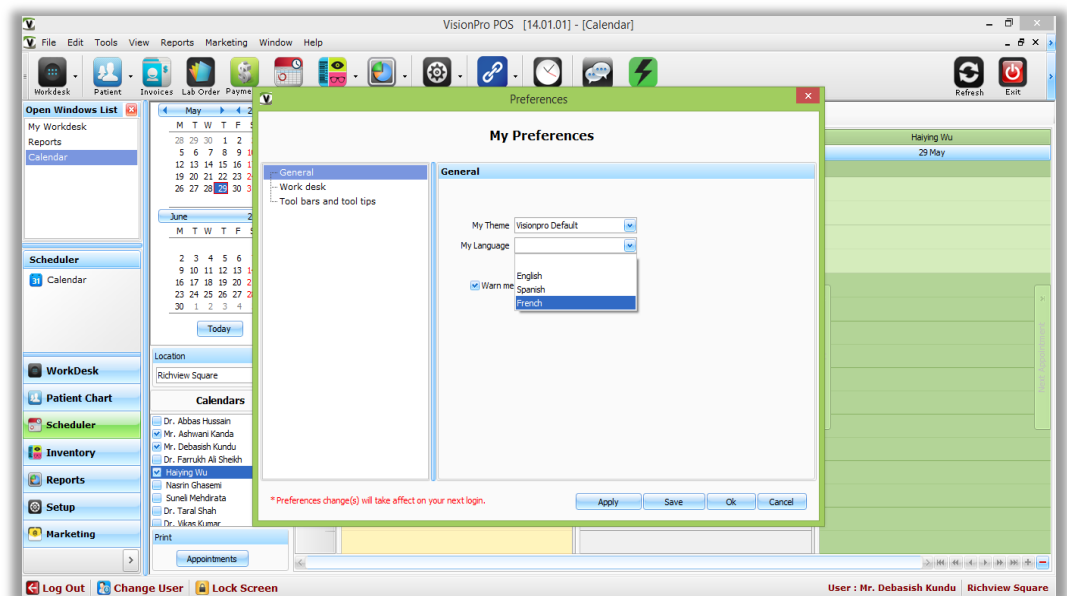 VisionPro POS [14.01.01] - [Calendar]
File Edit Tools View Reports Marketing Window Help
Workdesk Patient Invoices Lab Order Refresh Exit
Open Windows List
My Workdesk
Reports
Calendar
Scheduler
31 Calendar
WorkDesk
Patient Chart
Scheduler
Inventory
Reports
Setup
Marketing
May
M T W T F
28 29 30 1 2
5 6 7 8 9
12 13 14 15 16
19 20 21 22 23
26 27 28 29 30
June
M T W T F
2 3 4 5 6
9 10 11 12 13
16 17 18 19 20
23 24 25 26 27
30 1 2 3 4
Today
Location
Richview Square
Calendars
Dr. Abbas Hussain
Mr. Ashwani Kanda
Mr. Debasish Kundu
Dr. Farrukh Ali Sheikh
Haiying Wu
Nasrin Ghasemi
Suneli Mehdirata
Dr. Taral Shah
Dr. Vikas Kumar
Print
Appointments
Preferences
My Preferences
General
Work desk
Tool bars and tool tips
General
My Theme Visionpro Default
My Language
English
Spanish
French
Warn me
* Preferences change(s) will take affect on your next login.
Apply Save Ok Cancel
Haiying Wu
29 May
Next Appointment
Log Out Change User Lock Screen User : Mr. Debasish Kundu Richview Square